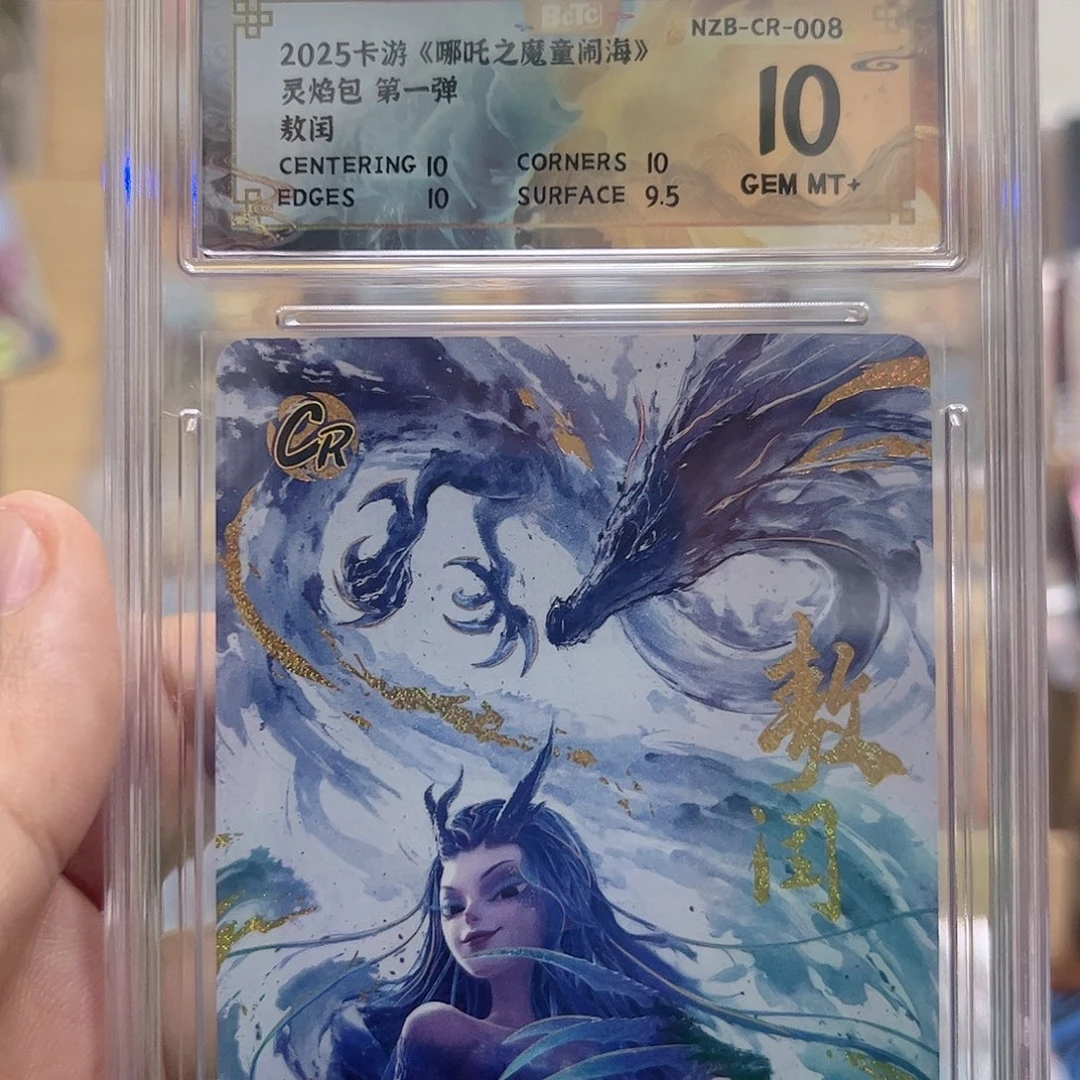 BCTC
NZB-CR-008
2025卡游《哪吒之魔童闹海》
灵焰包 第一弹
敖闰
10
CENTERING 10 CORNERS 10
EDGES 10 SURFACE 9.5
GEM MT+
CR
敖闰